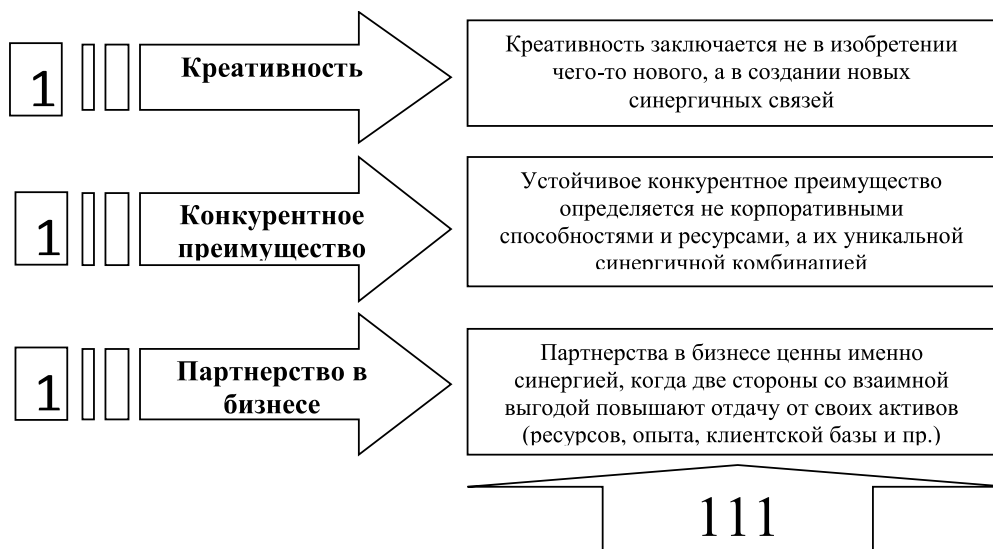 1
Креативность
Креативность заключается не в изобретении
чего-то нового, а в создании новых
синергичных связей
1
Конкурентное
преимущество
Устойчивое конкурентное преимущество
определяется не корпоративными
способностями и ресурсами, а их уникальной
синергичной комбинацией
1
Партнерство в
бизнесе
Партнерства в бизнесе ценны именно
синергией, когда две стороны со взаимной
выгодой повышают отдачу от своих активов
(ресурсов, опыта, клиентской базы и пр.)
111